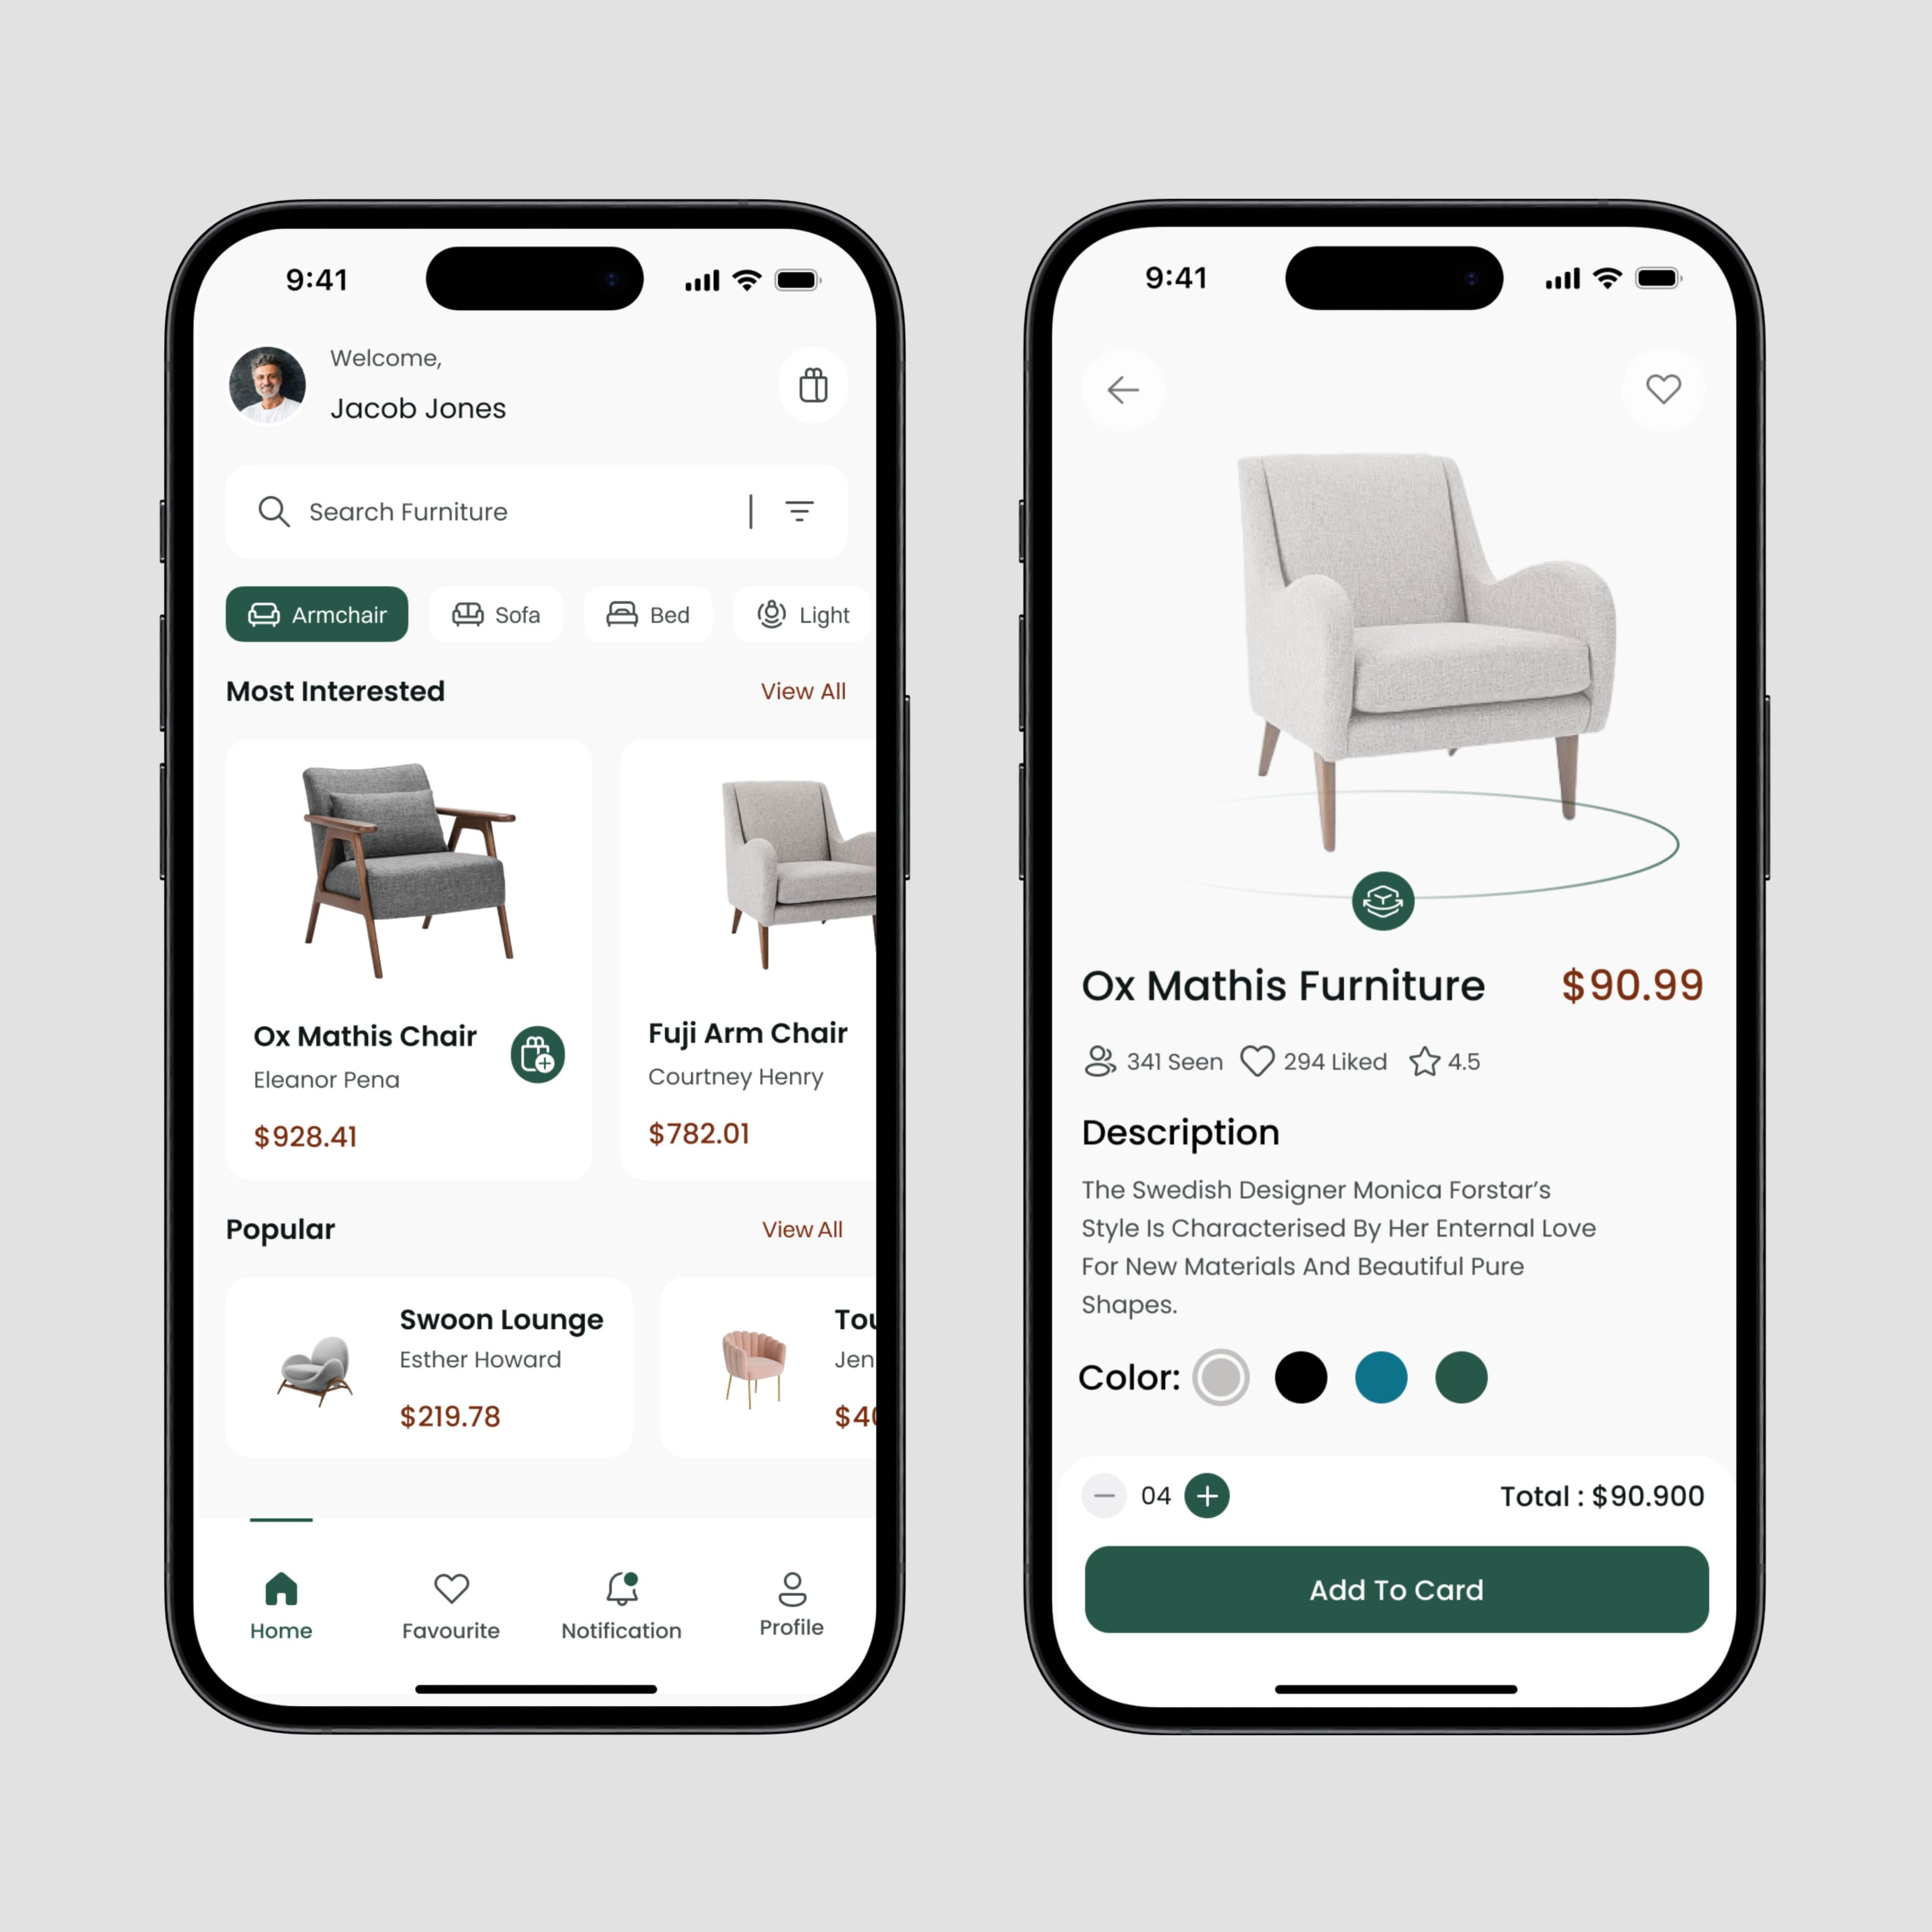 9:41
Welcome,
Jacob Jones
Search Furniture
Armchair
Sofa
Bed
Light
Most Interested
View All
Ox Mathis Chair
Eleanor Pena
$928.41
Fuji Arm Chair
Courtney Henry
$782.01
Popular
View All
Swoon Lounge
Esther Howard
$219.78
Tou
Jen
$40
Home
Favourite
Notification
Profile
9:41
Ox Mathis Furniture
$90.99
341 Seen
294 Liked
4.5
Description
The Swedish Designer Monica Forstar’s
Style Is Characterised By Her Enternal Love
For New Materials And Beautiful Pure
Shapes.
Color:
04
Total : $90.900
Add To Card